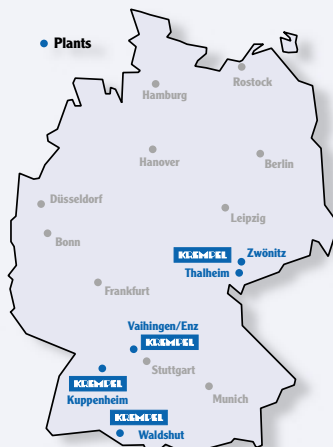 Plants
Rostock
Hamburg
Hanover
Berlin
Düsseldorf
Leipzig
Bonn
KREMPEL
Zwönitz
Thalheim
Frankfurt
Vaihingen/Enz
KREMPEL
Stuttgart
KREMPEL
Kuppenheim
Munich
KREMPEL
Waldshut